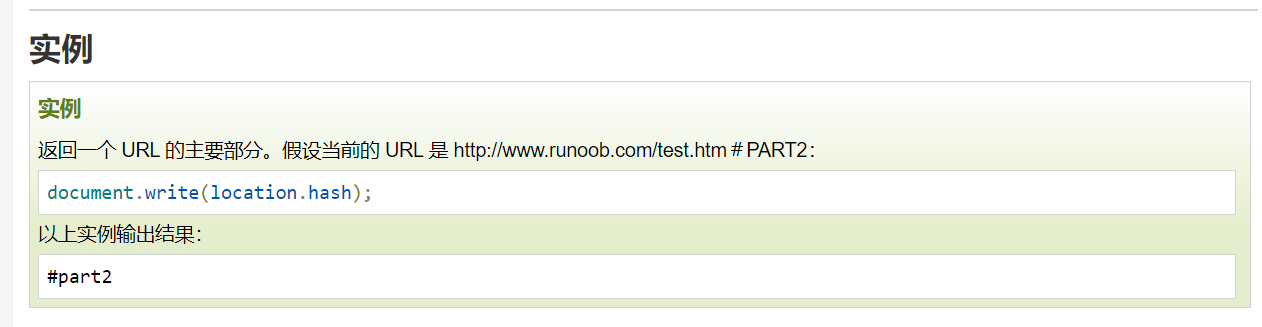 实例
实例
返回一个 URL 的主要部分。假设当前的 URL 是 http://www.runoob.com/test.htm＃PART2：
document.write(location.hash);
以上实例输出结果：
#part2